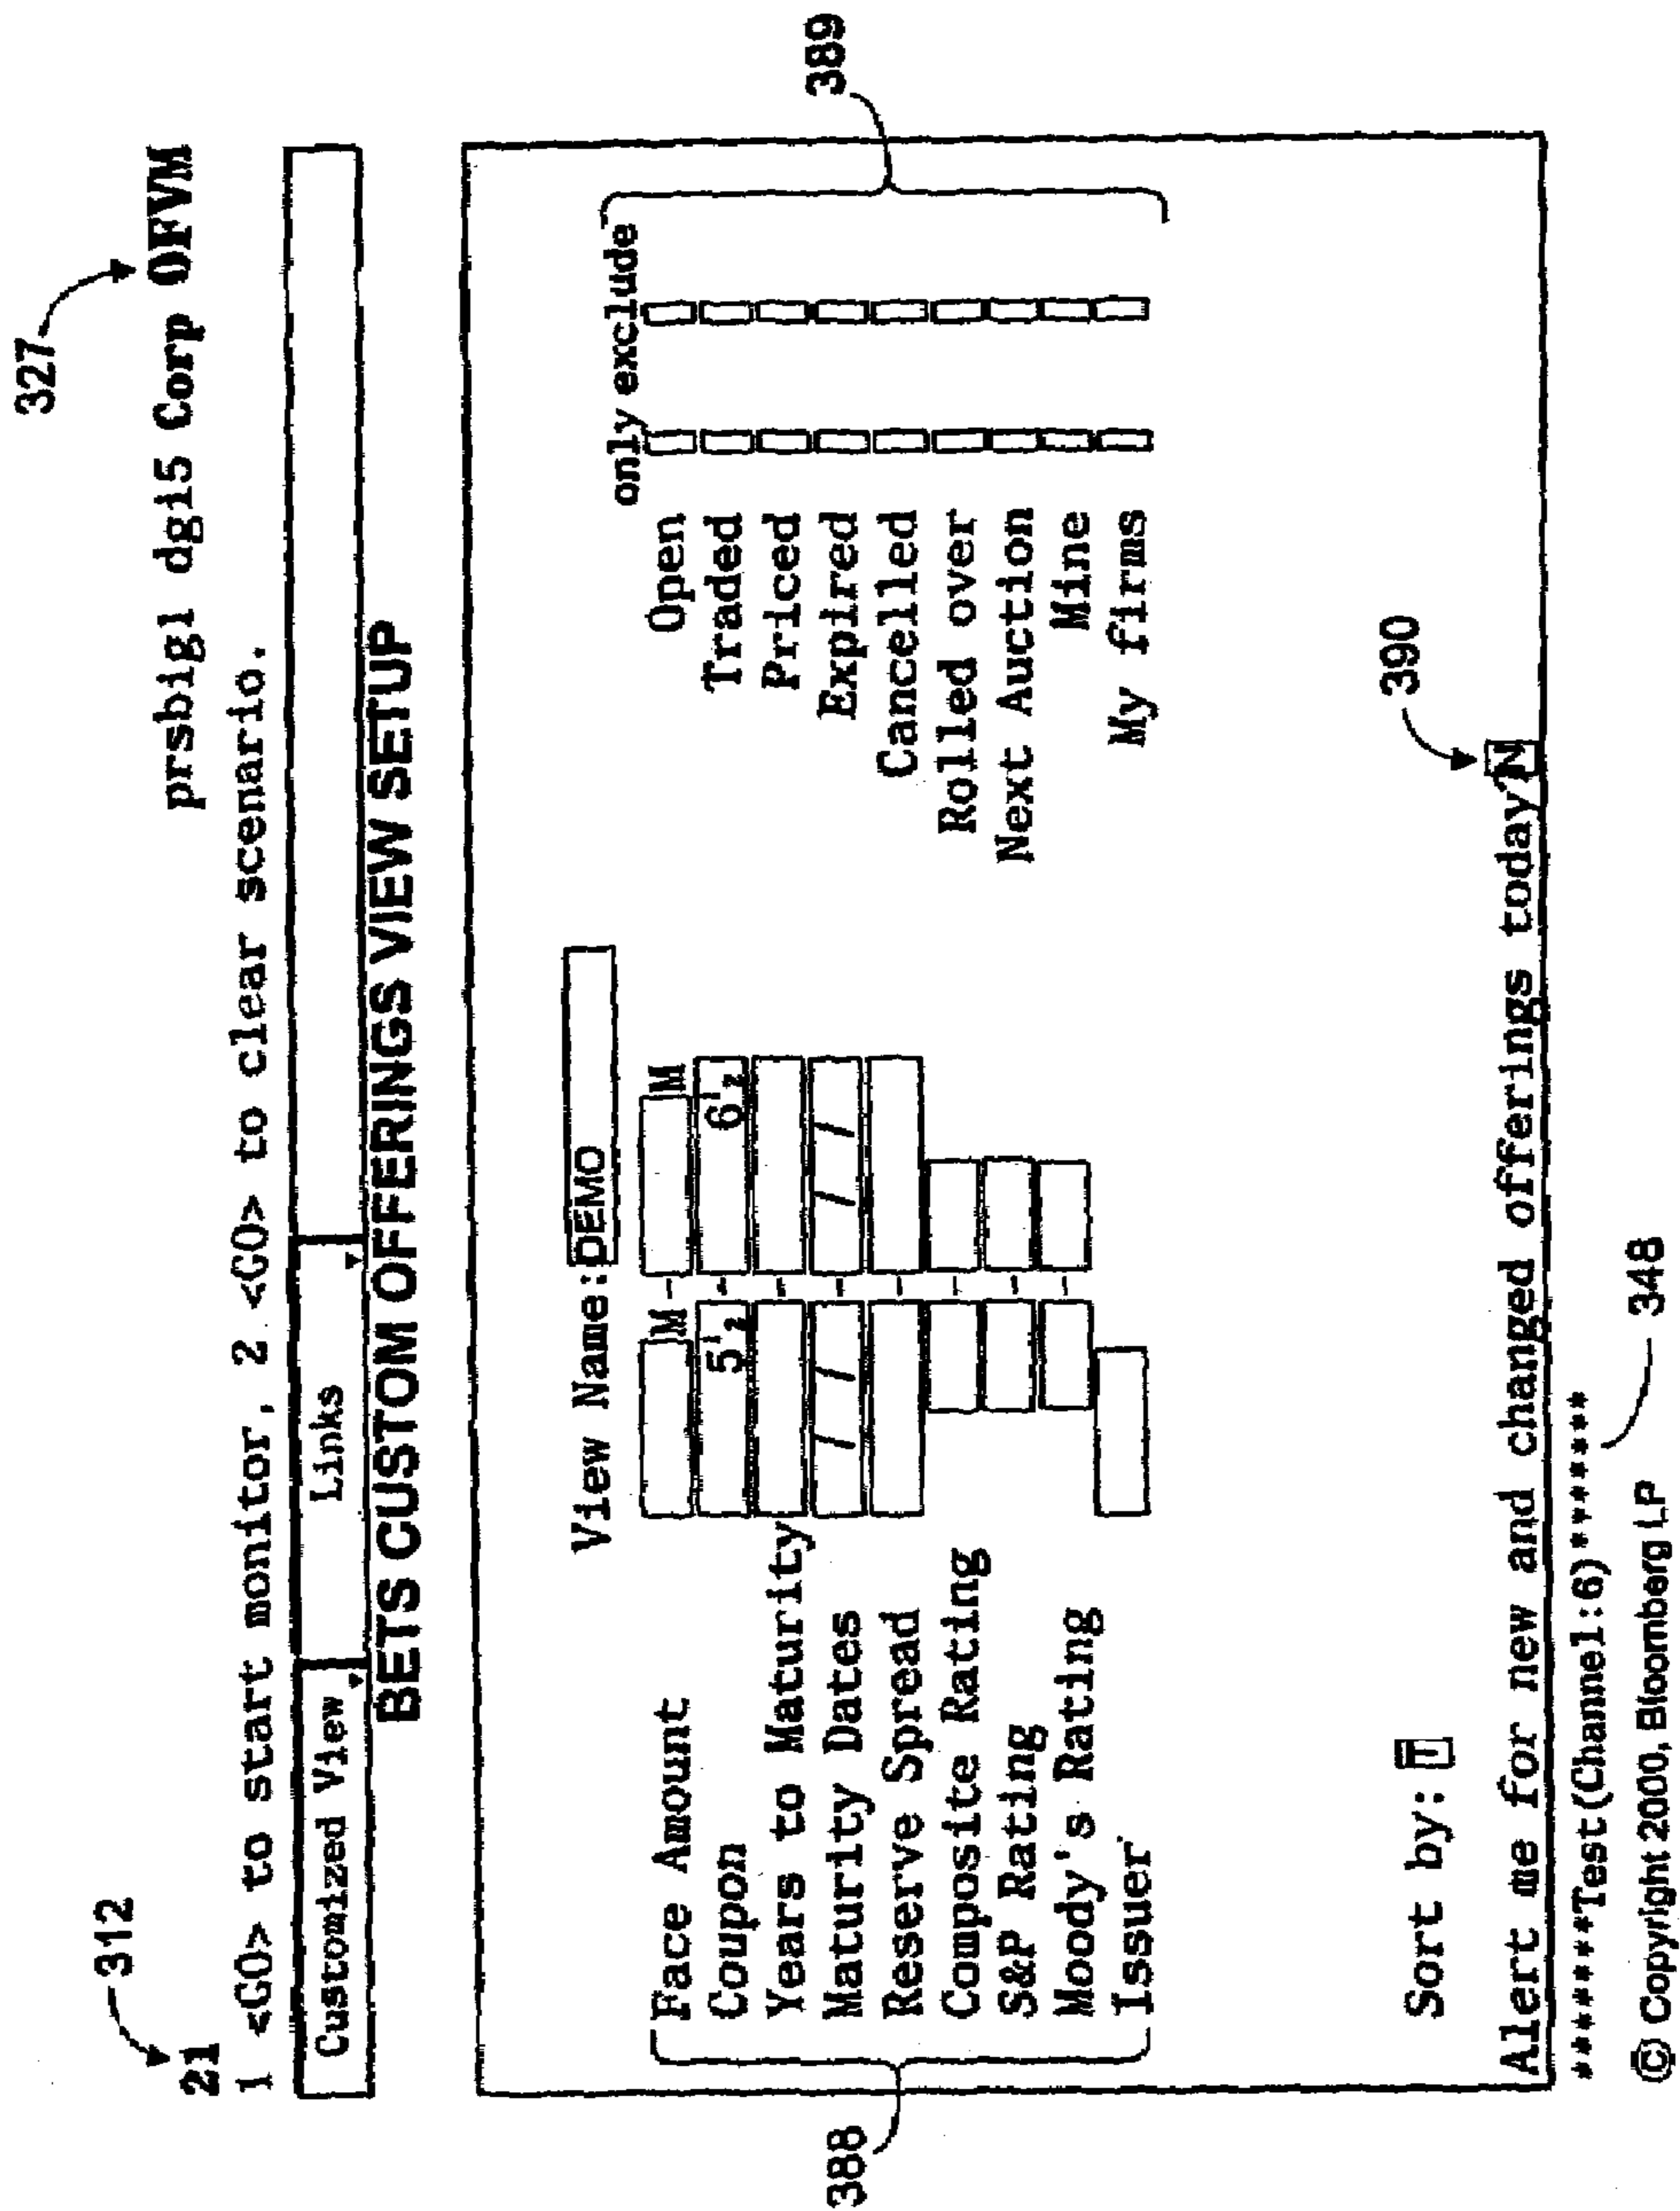 327
312
21 prsbigl dgi5 Corp OFVM
1 <GO> to start monitor, 2 <GO> to clear scenario.
Customized View Links
BETS CUSTOM OFFERINGS VIEW SETUP
View Name:DEMO
only exclude
Face Amount M - M Open
Coupon 5 1/2 - 6 1/2 Traded
Years to Maturity - Priced
Maturity Dates / / - / / Expired
Reserve Spread - Cancelled
Composite Rating - Rolled over
S&P Rating - Next Auction
Moody's Rating - Mine
Issuer My firms
388
389
Sort by:
390
Alert me for new and changed offerings today?N
******Test(Channel:6)********
348
© Copyright 2000, Bloomberg LP